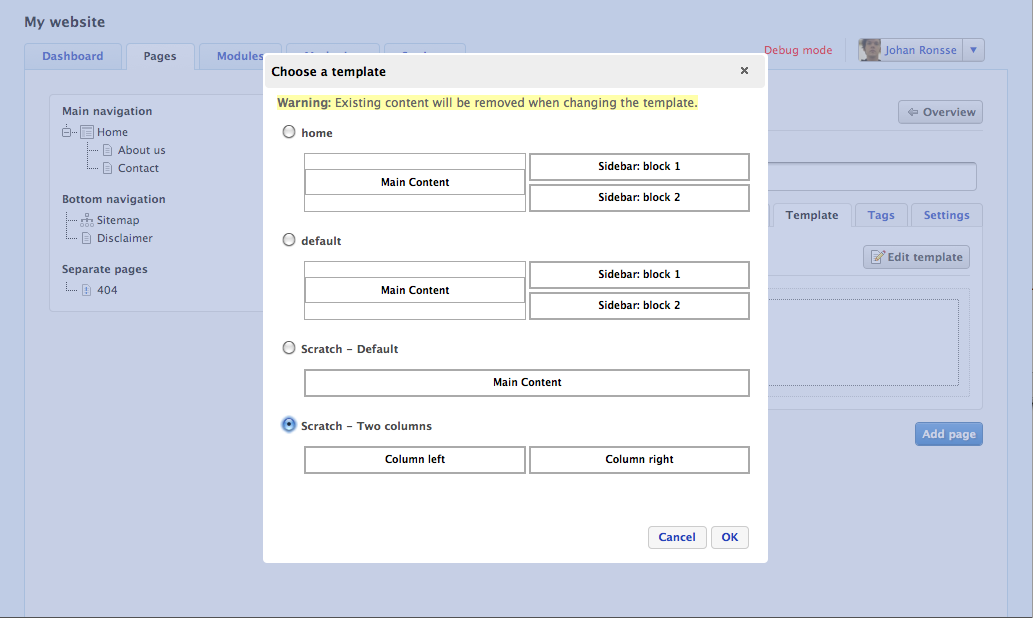 My website
Dashboard
Pages
Modules
Debug mode
Johan Ronsse
Choose a template
Warning: Existing content will be removed when changing the template.
Main navigation
Home
About us
Contact
Bottom navigation
Sitemap
Disclaimer
Separate pages
404
home
Main Content
Sidebar: block 1
Sidebar: block 2
default
Main Content
Sidebar: block 1
Sidebar: block 2
Scratch - Default
Main Content
Scratch - Two columns
Column left
Column right
Cancel
OK
Overview
Template
Tags
Settings
Edit template
Add page